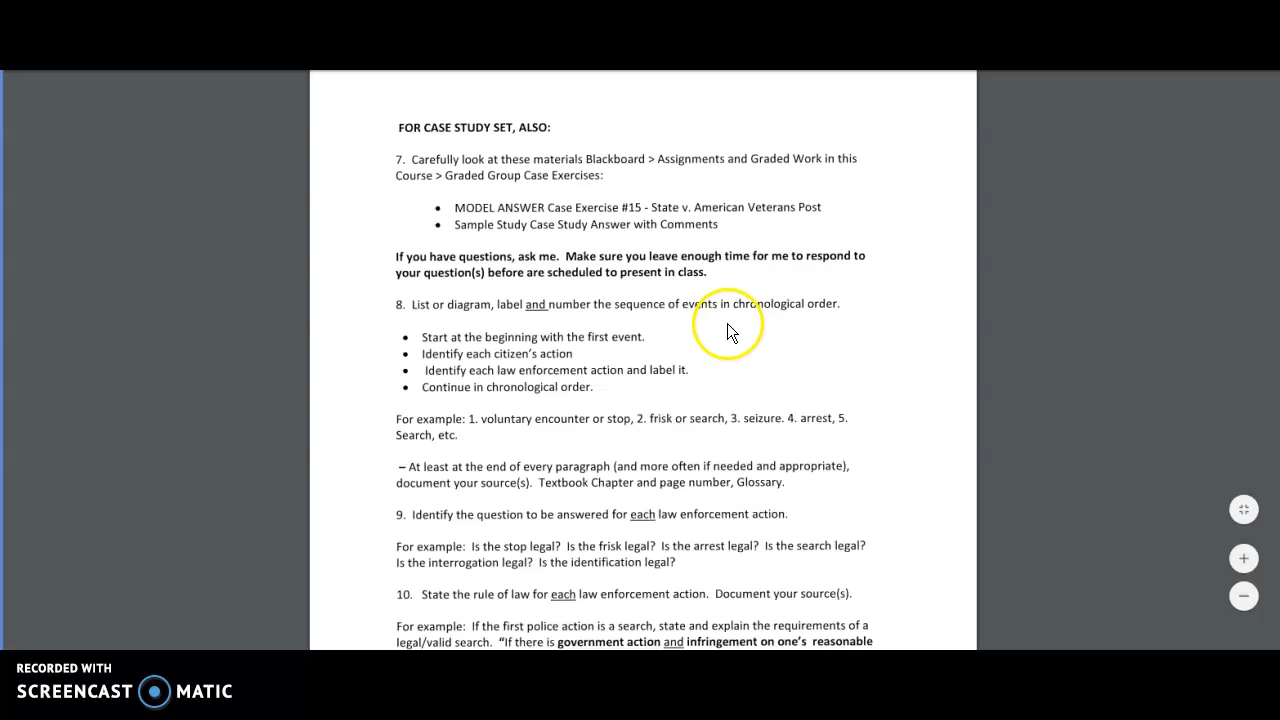 FOR CASE STUDY SET, ALSO:
7. Carefully look at these materials Blackboard > Assignments and Graded Work in this
Course > Graded Group Case Exercises:
• MODEL ANSWER Case Exercise #15 - State v. American Veterans Post
• Sample Study Case Study Answer with Comments
If you have questions, ask me. Make sure you leave enough time for me to respond to
your question(s) before are scheduled to present in class.
8. List or diagram, label and number the sequence of events in chronological order.
• Start at the beginning with the first event.
• Identify each citizen's action
• Identify each law enforcement action and label it.
• Continue in chronological order.
For example: 1. voluntary encounter or stop, 2. frisk or search, 3. seizure. 4. arrest, 5.
Search, etc.
– At least at the end of every paragraph (and more often if needed and appropriate),
document your source(s). Textbook Chapter and page number, Glossary.
9. Identify the question to be answered for each law enforcement action.
For example: Is the stop legal? Is the frisk legal? Is the arrest legal? Is the search legal?
Is the interrogation legal? Is the identification legal?
10. State the rule of law for each law enforcement action. Document your source(s).
For example: If the first police action is a search, state and explain the requirements of a
legal/valid search. "If there is government action and infringement on one's reasonable
RECORDED WITH
SCREENCAST MATIC